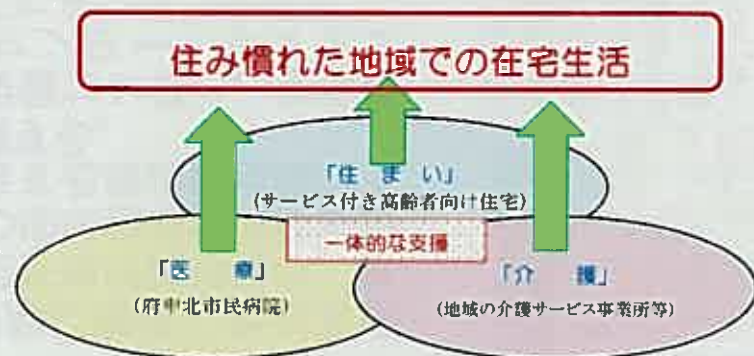 住み慣れた地域での在宅生活
「住　ま　い」
(サービス付き高齢者向け住宅)
一体的な支援
「医　　療」
(府中北市民病院)
「介　　護」
(地域の介護サービス事業所等)